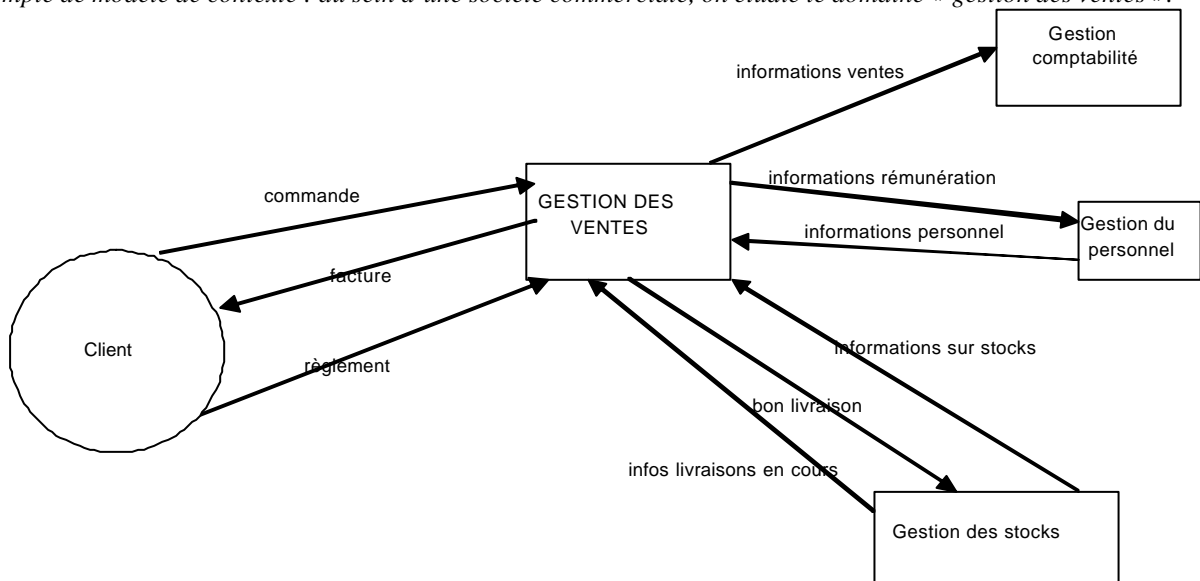 mple de modèle de contexte : au sein d'une société commerciale, on étudie le domaine « gestion des ventes ».
Gestion
comptabilité
informations ventes
informations rémunération
commande
GESTION DES
VENTES
Gestion du
personnel
informations personnel
facture
Client
informations sur stocks
règlement
bon livraison
infos livraisons en cours
Gestion des stocks